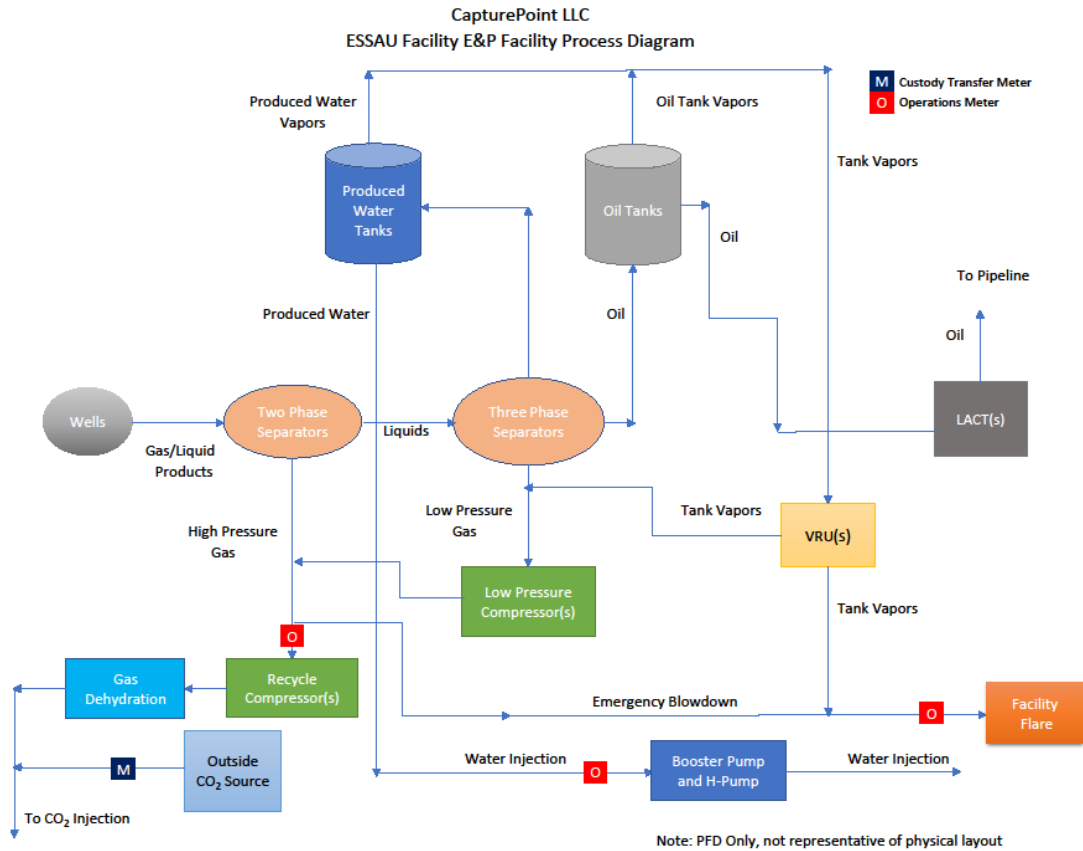 CapturePoint LLC
ESSAU Facility E&P Facility Process Diagram
M Custody Transfer Meter
O Operations Meter
Produced Water
Vapors
Oil Tank Vapors
Tank Vapors
Produced
Water
Tanks
Oil Tanks
Oil
To Pipeline
Produced Water
Oil
Oil
Wells
Two Phase
Separators
Three Phase
Separators
LACT(s)
Liquids
Gas/Liquid
Products
Low Pressure
Gas
Tank Vapors
VRU(s)
High Pressure
Gas
Low Pressure
Compressor(s)
Tank Vapors
O
Gas
Dehydration
Recycle
Compressor(s)
Emergency Blowdown
O
Facility
Flare
M
Outside
CO₂ Source
Water Injection
O
Booster Pump
and H-Pump
Water Injection
To CO₂ Injection
Note: PFD Only, not representative of physical layout